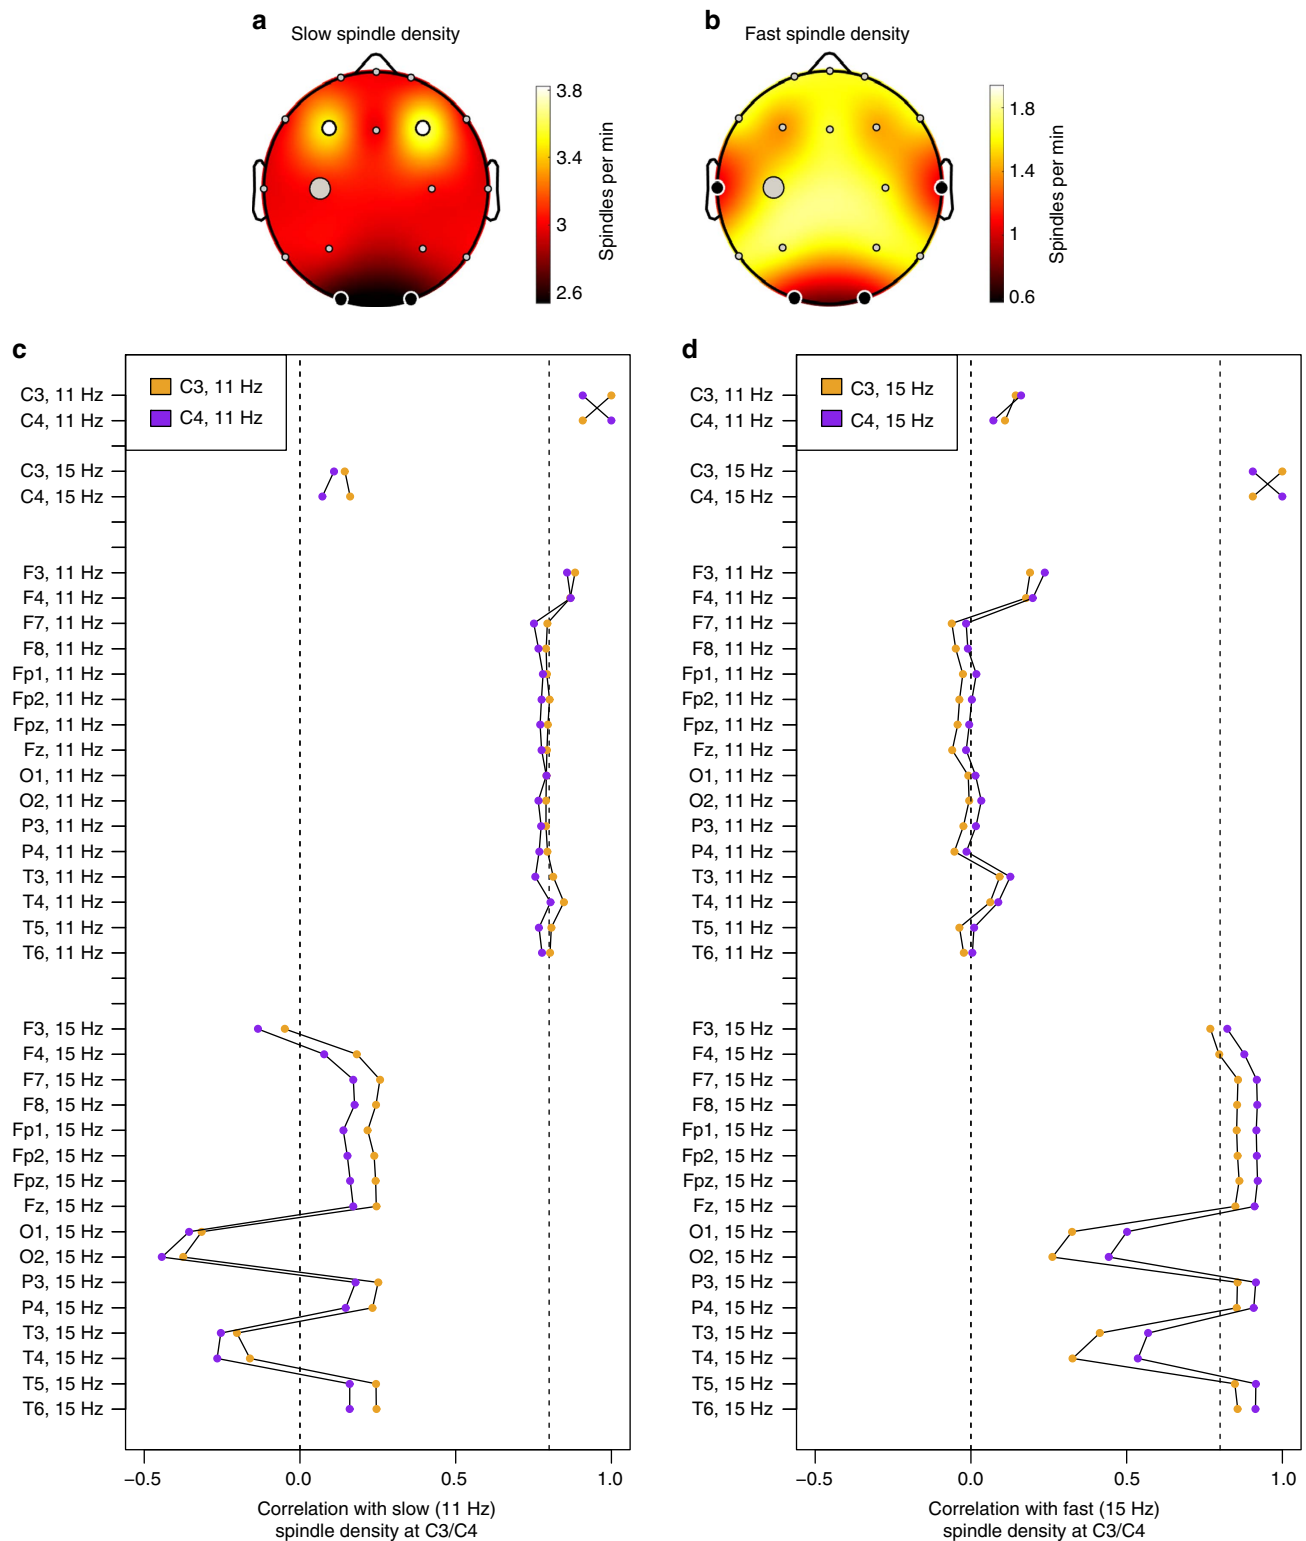 a
Slow spindle density
3.8
3.4
3
2.6
Spindles per min
b
Fast spindle density
1.8
1.4
1
0.6
Spindles per min
c
C3, 11 Hz
C4, 11 Hz
C3, 11 Hz
C4, 11 Hz
C3, 15 Hz
C4, 15 Hz
F3, 11 Hz
F4, 11 Hz
F7, 11 Hz
F8, 11 Hz
Fp1, 11 Hz
Fp2, 11 Hz
Fpz, 11 Hz
Fz, 11 Hz
O1, 11 Hz
O2, 11 Hz
P3, 11 Hz
P4, 11 Hz
T3, 11 Hz
T4, 11 Hz
T5, 11 Hz
T6, 11 Hz
F3, 15 Hz
F4, 15 Hz
F7, 15 Hz
F8, 15 Hz
Fp1, 15 Hz
Fp2, 15 Hz
Fpz, 15 Hz
Fz, 15 Hz
O1, 15 Hz
O2, 15 Hz
P3, 15 Hz
P4, 15 Hz
T3, 15 Hz
T4, 15 Hz
T5, 15 Hz
T6, 15 Hz
−0.5 0.0 0.5 1.0
Correlation with slow (11 Hz)
spindle density at C3/C4
d
C3, 15 Hz
C4, 15 Hz
C3, 11 Hz
C4, 11 Hz
C3, 15 Hz
C4, 15 Hz
F3, 11 Hz
F4, 11 Hz
F7, 11 Hz
F8, 11 Hz
Fp1, 11 Hz
Fp2, 11 Hz
Fpz, 11 Hz
Fz, 11 Hz
O1, 11 Hz
O2, 11 Hz
P3, 11 Hz
P4, 11 Hz
T3, 11 Hz
T4, 11 Hz
T5, 11 Hz
T6, 11 Hz
F3, 15 Hz
F4, 15 Hz
F7, 15 Hz
F8, 15 Hz
Fp1, 15 Hz
Fp2, 15 Hz
Fpz, 15 Hz
Fz, 15 Hz
O1, 15 Hz
O2, 15 Hz
P3, 15 Hz
P4, 15 Hz
T3, 15 Hz
T4, 15 Hz
T5, 15 Hz
T6, 15 Hz
−0.5 0.0 0.5 1.0
Correlation with fast (15 Hz)
spindle density at C3/C4